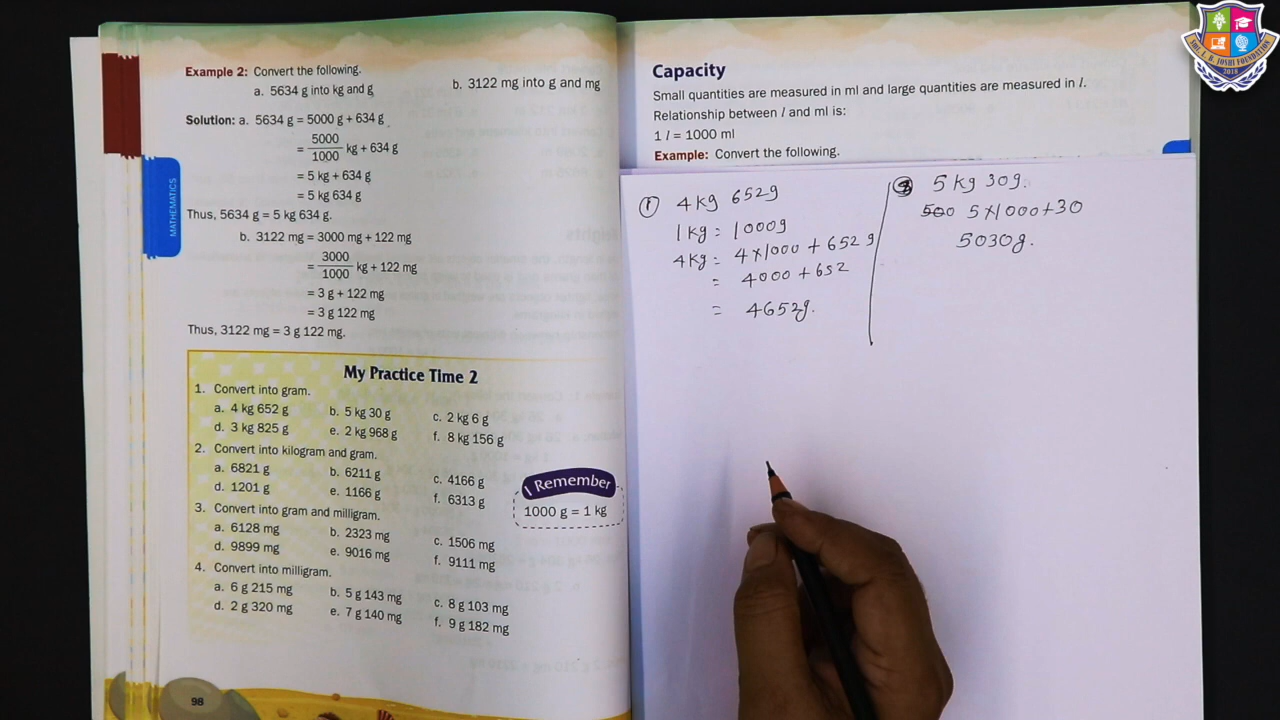 Example 2: Convert the following.
a. 5634 g into kg and g
b. 3122 mg into g and mg
Solution: a. 5634 g = 5000 g + 634 g
= 5000/1000 kg + 634 g
= 5 kg + 634 g
= 5 kg 634 g
Thus, 5634 g = 5 kg 634 g.
b. 3122 mg = 3000 mg + 122 mg
= 3000/1000 kg + 122 mg
= 3 g + 122 mg
= 3 g 122 mg
Thus, 3122 mg = 3 g 122 mg.
MATHEMATICS
My Practice Time 2
1. Convert into gram.
a. 4 kg 652 g b. 5 kg 30 g c. 2 kg 6 g
d. 3 kg 825 g e. 2 kg 968 g f. 8 kg 156 g
2. Convert into kilogram and gram.
a. 6821 g b. 6211 g c. 4166 g
d. 1201 g e. 1166 g f. 6313 g
I Remember
1000 g = 1 kg
3. Convert into gram and milligram.
a. 6128 mg b. 2323 mg c. 1506 mg
d. 9899 mg e. 9016 mg f. 9111 mg
4. Convert into milligram.
a. 6 g 215 mg b. 5 g 143 mg c. 8 g 103 mg
d. 2 g 320 mg e. 7 g 140 mg f. 9 g 182 mg
98
Capacity
Small quantities are measured in ml and large quantities are measured in l.
Relationship between l and ml is:
1 l = 1000 ml
Example: Convert the following.
1 4 kg 652g
1 kg = 1000g
4 kg = 4×1000 + 652 g
= 4000 + 652
= 4652g.
5 kg 30g.
5×1000+30
5030g.
SHU. L. B. JOSHI FOUNDATION
2018